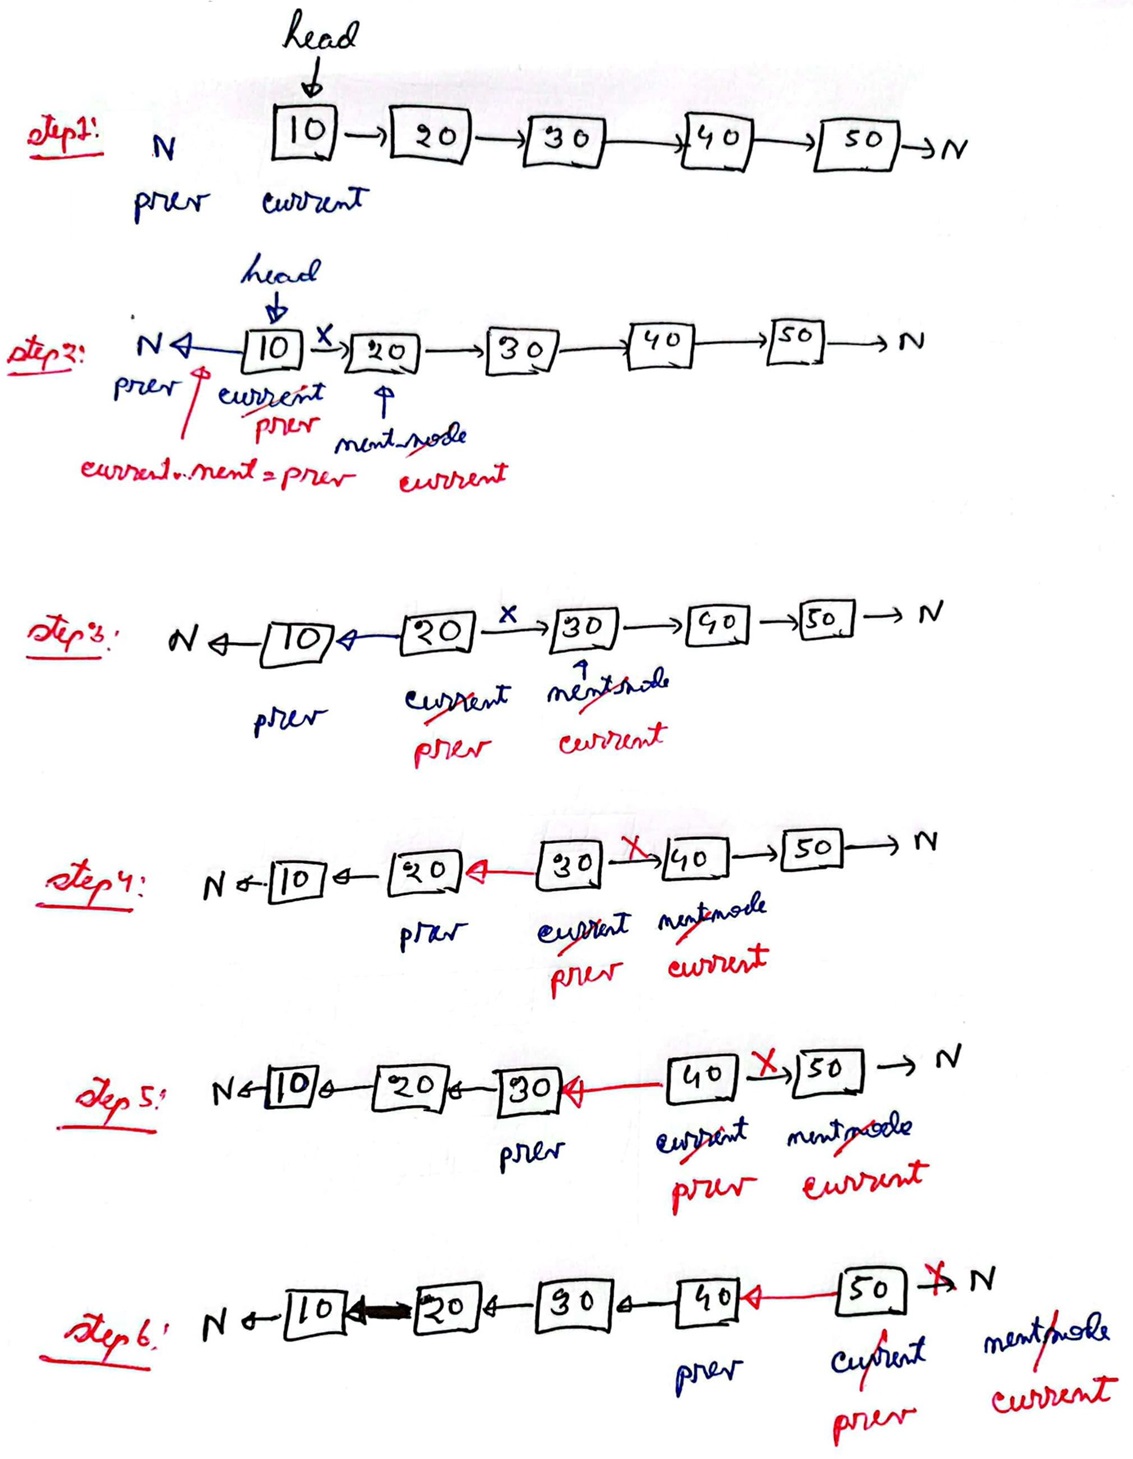 head
step1: N 10 20 30 40 50 N
prev current
head
step2: N 10 x 20 30 40 50 N
prev current
prev next_node
current.next = prev current
step3: N 10 20 x 30 40 50 N
current nextnode
prev
prev current
step4: N 10 20 30 x 40 50 N
prev current nextnode
prev current
step5: N 10 20 30 40 x 50 N
prev current nextnode
prev current
step6: N 10 20 30 40 50 x N
prev current nextnode
prev current